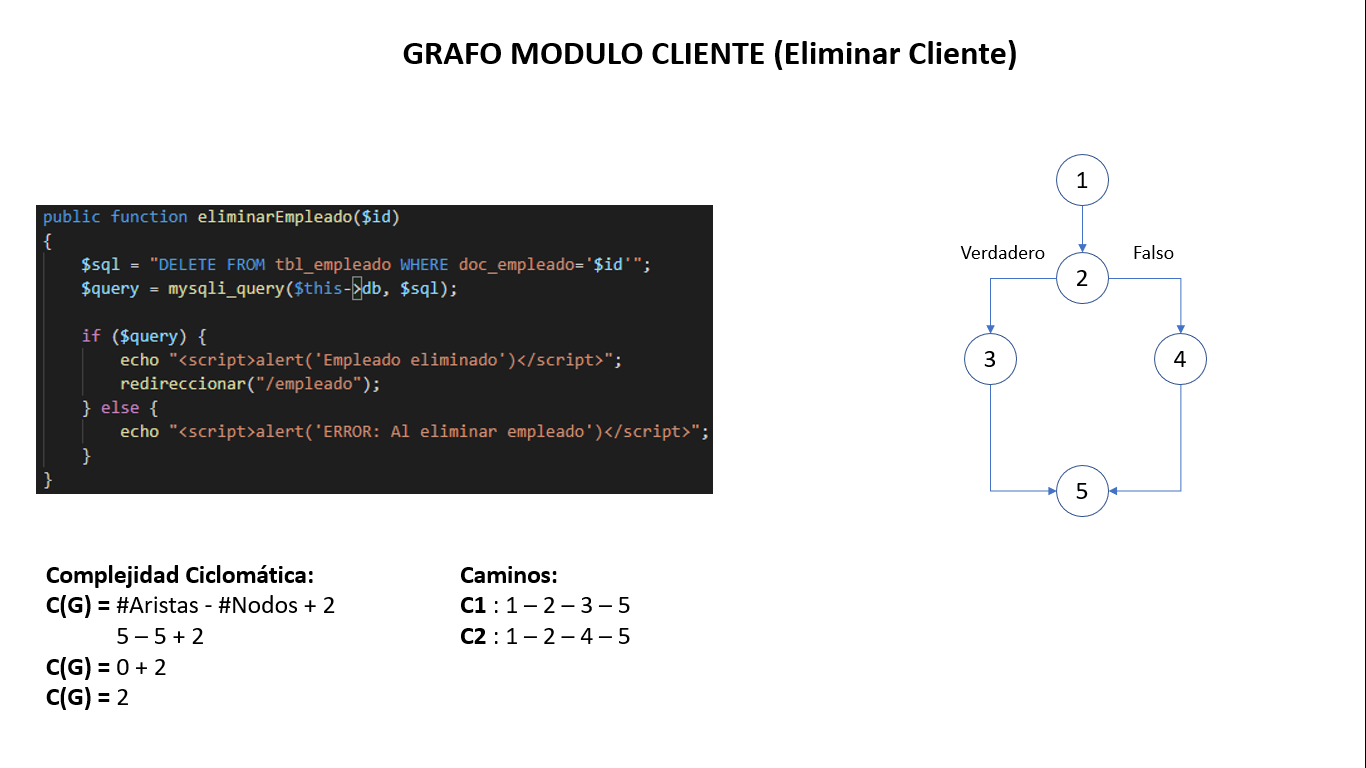 GRAFO MODULO CLIENTE (Eliminar Cliente)
public function eliminarEmpleado($id)
{
$sql = "DELETE FROM tbl_empleado WHERE doc_empleado='$id'";
$query = mysqli_query($this->db, $sql);
if ($query) {
echo "<script>alert('Empleado eliminado')</script>";
redireccionar("/empleado");
} else {
echo "<script>alert('ERROR: Al eliminar empleado')</script>";
}
}
1
Verdadero
Falso
2
3
4
5
Complejidad Ciclomática:
C(G) = #Aristas - #Nodos + 2
5 – 5 + 2
C(G) = 0 + 2
C(G) = 2
Caminos:
C1 : 1 – 2 – 3 – 5
C2 : 1 – 2 – 4 – 5